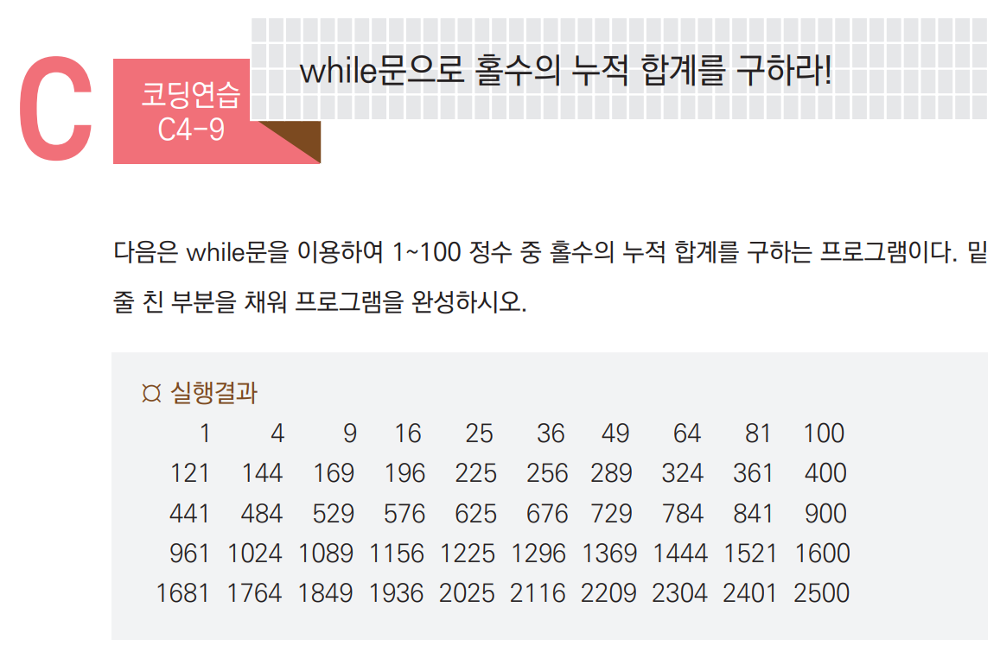 C
코딩연습
C4-9
while문으로 홀수의 누적 합계를 구하라!
다음은 while문을 이용하여 1~100 정수 중 홀수의 누적 합계를 구하는 프로그램이다. 밑
줄 친 부분을 채워 프로그램을 완성하시오.
¤ 실행결과
1 4 9 16 25 36 49 64 81 100
121 144 169 196 225 256 289 324 361 400
441 484 529 576 625 676 729 784 841 900
961 1024 1089 1156 1225 1296 1369 1444 1521 1600
1681 1764 1849 1936 2025 2116 2209 2304 2401 2500